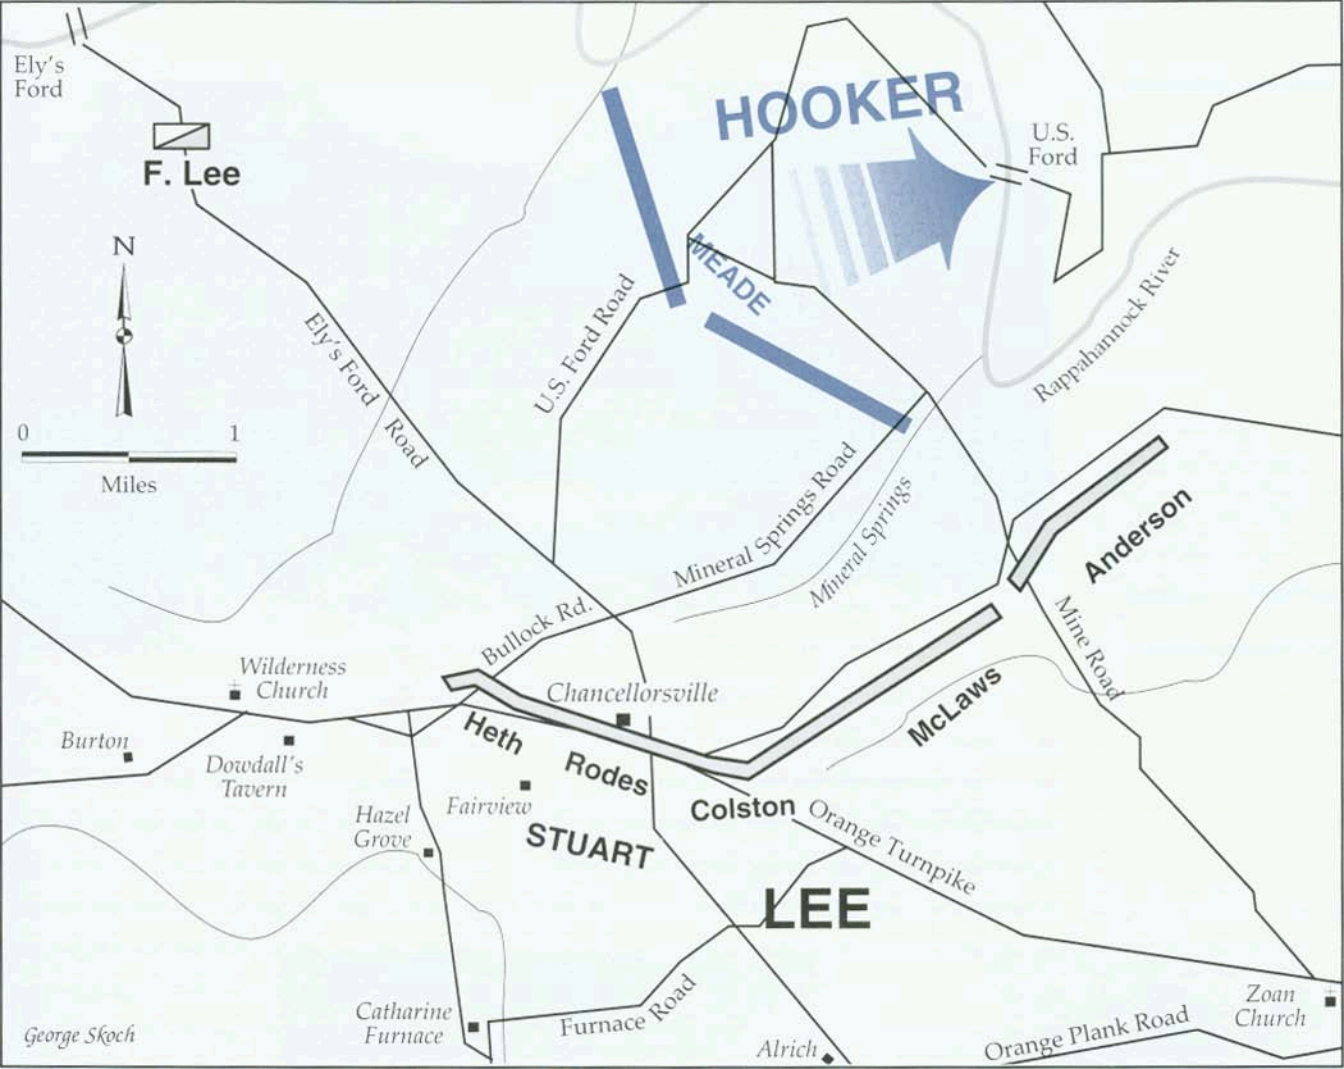 Ely's
Ford
F. Lee
HOOKER
U.S.
Ford
N
MEADE
Rappahannock River
Ely's Ford Road
U.S. Ford Road
0 1
Miles
Mineral Springs Road
Mineral Springs
Anderson
Bullock Rd.
Mine Road
Wilderness
Church
Chancellorsville
McLaws
Burton
Dowdall's
Tavern
Heth
Rodes
Colston
Hazel
Grove
Fairview
STUART
Orange Turnpike
LEE
Catharine
Furnace
Furnace Road
Zoan
Church
George Skoch
Alrich
Orange Plank Road